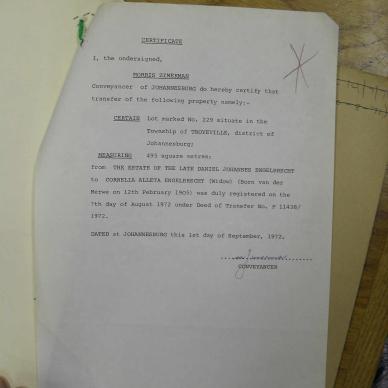 CERTIFICATE
I, the undersigned,
MORRIS ZIMERMAN
Conveyancer of JOHANNESBURG do hereby certify that
transfer of the following property namely:-
CERTAIN Lot marked No. 229 situate in the
Township of TROYEVILLE, district of
Johannesburg;
MEASURING 495 square metres;
from THE ESTATE OF THE LATE DANIEL JOHANNES ENGELBRECHT
to CORNELIA ALLETA ENGELBRECHT (Widow) (Born van der
Merwe on 12th February 1905) was duly registered on the
7th day of August 1972 under Deed of Transfer No. F 11438/
1972.
DATED at JOHANNESBURG this 1st day of September, 1972.
CONVEYANCER